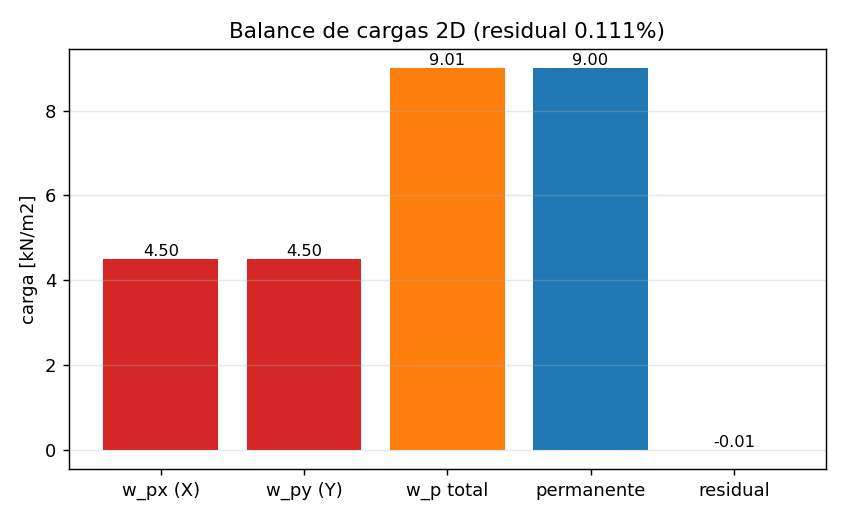 Balance de cargas 2D (residual 0.111%)
carga [kN/m2]
8
6
4
2
0
4.50
4.50
9.01
9.00
-0.01
w_px (X)
w_py (Y)
w_p total
permanente
residual